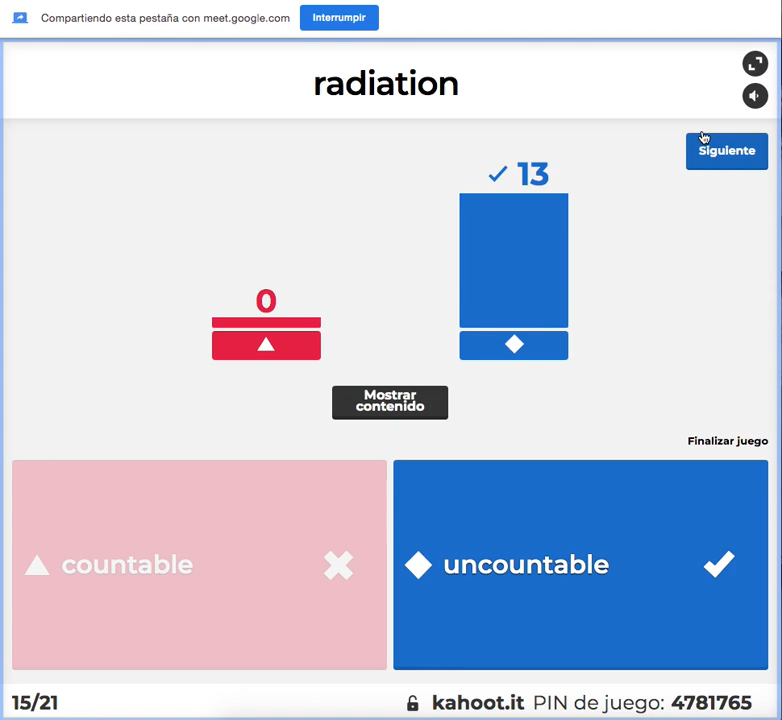 Compartiendo esta pestaña con meet.google.com
Interrumpir
radiation
Siguiente
13
0
Mostrar
contenido
Finalizar juego
countable
uncountable
15/21
kahoot.it PIN de juego: 4781765